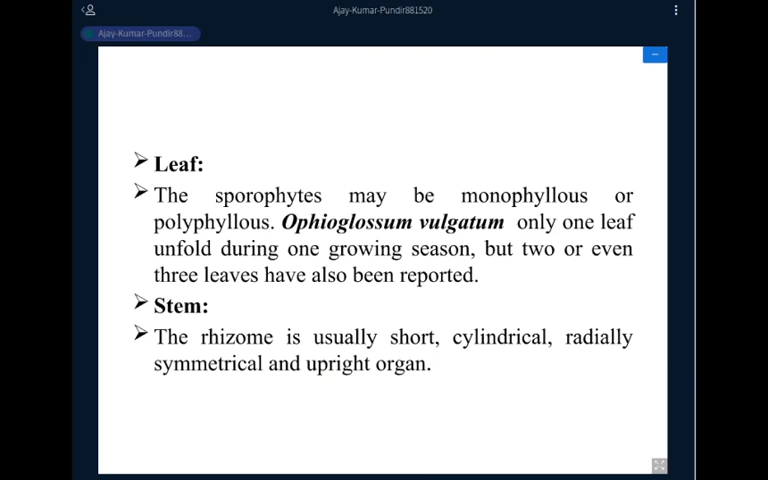 Ajay-Kumar-Pundir881520
Ajay-Kumar-Pundir88...
Leaf:
The sporophytes may be monophyllous or
polyphyllous. Ophioglossum vulgatum only one leaf
unfold during one growing season, but two or even
three leaves have also been reported.
Stem:
The rhizome is usually short, cylindrical, radially
symmetrical and upright organ.